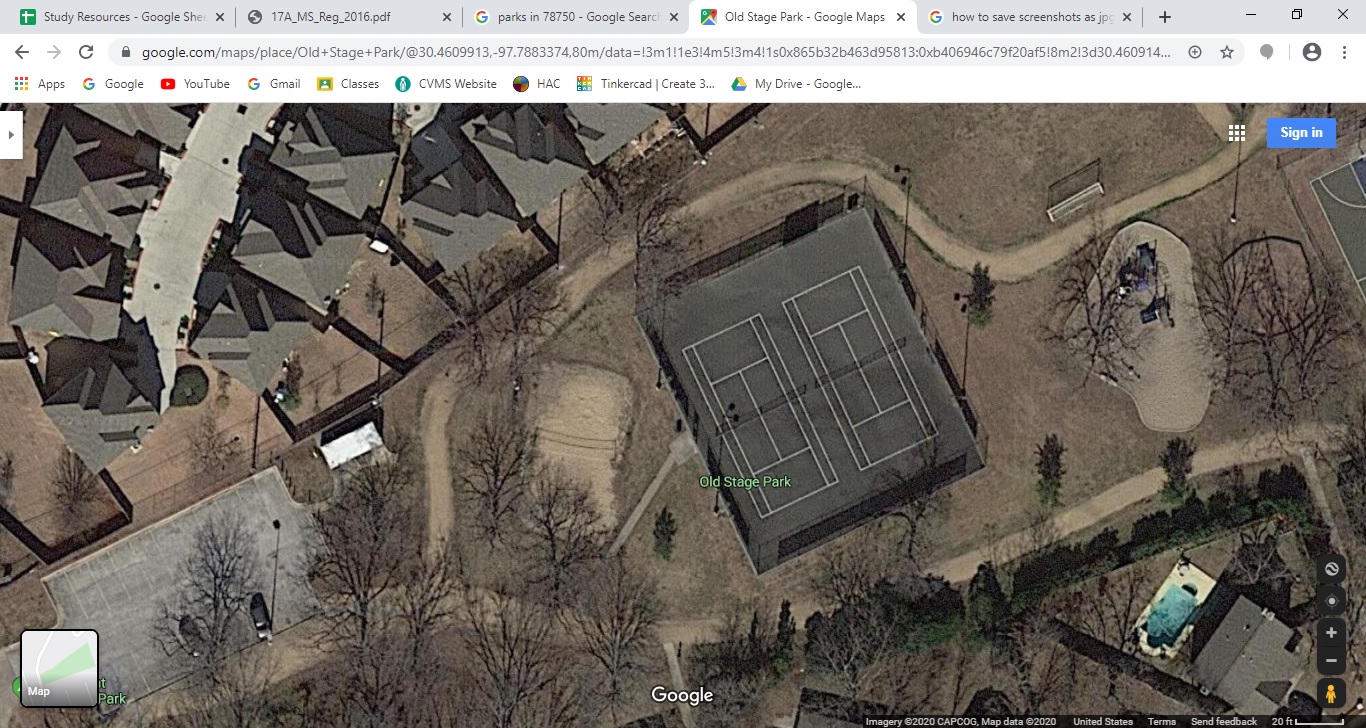 Study Resources - Google She
17A_MS_Reg_2016.pdf
parks in 78750 - Google Search
Old Stage Park - Google Maps
how to save screenshots as jpg
google.com/maps/place/Old+Stage+Park/@30.4609913,-97.7883374,80m/data=!3m1!1e3!4m5!3m4!1s0x865b32b463d95813:0xb406946c79f20af5!8m2!3d30.460914...
Apps
Google
YouTube
Gmail
Classes
CVMS Website
HAC
Tinkercad | Create 3...
My Drive - Google...
Sign in
Old Stage Park
Map
nt
Park
Google
Imagery ©2020 CAPCOG, Map data ©2020 United States Terms Send feedback 20 ft